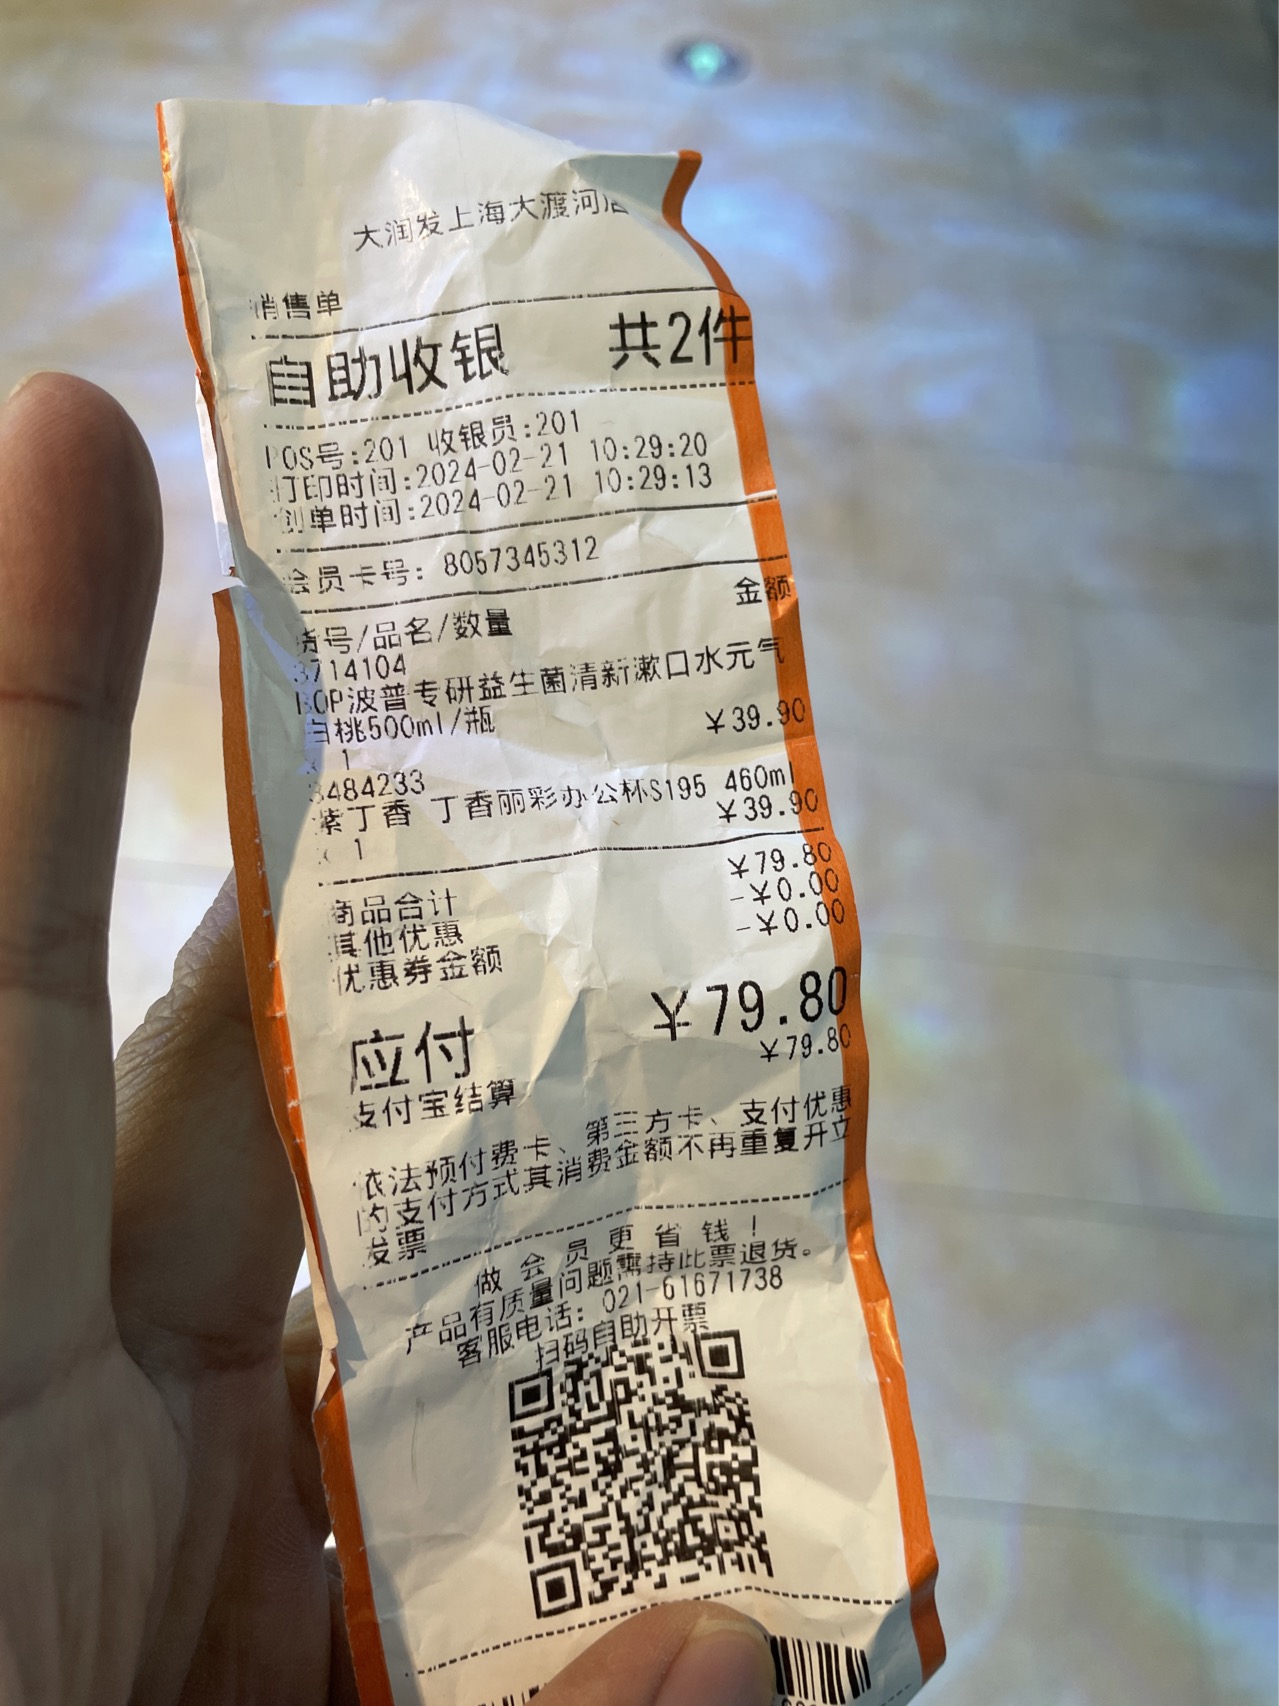 大润发上海大渡河店
销售单
自助收银 共2件
POS号:201 收银员:201
打印时间:2024-02-21 10:29:20
创单时间:2024-02-21 10:29:13
会员卡号: 8057345312
金额
货号/品名/数量
3714104
BOP波普专研益生菌清新漱口水元气
白桃500ml/瓶 ¥39.90
x 1
3484233
紫丁香 丁香丽彩办公杯S195 460ml
¥39.90
x 1
商品合计 ¥79.80
其他优惠 -¥0.00
优惠券金额 -¥0.00
应付 ¥79.80
支付宝结算 ¥79.80
依法预付费卡、第三方卡、支付优惠
的支付方式其消费金额不再重复开立
发票
做会员更省钱!
产品有质量问题需持此票退货。
客服电话: 021-61671738
扫码自助开票